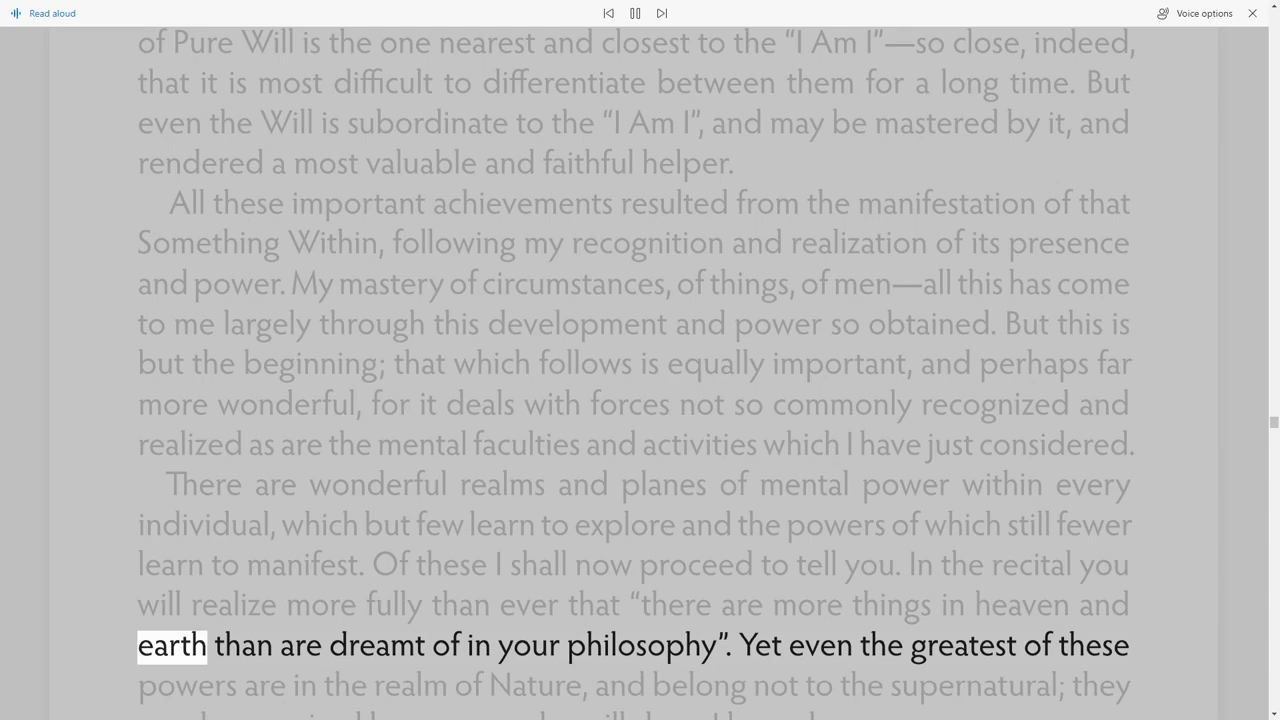 Read aloud
Voice options
of Pure Will is the one nearest and closest to the “I Am I”—so close, indeed,
that it is most difficult to differentiate between them for a long time. But
even the Will is subordinate to the “I Am I”, and may be mastered by it, and
rendered a most valuable and faithful helper.
All these important achievements resulted from the manifestation of that
Something Within, following my recognition and realization of its presence
and power. My mastery of circumstances, of things, of men—all this has come
to me largely through this development and power so obtained. But this is
but the beginning; that which follows is equally important, and perhaps far
more wonderful, for it deals with forces not so commonly recognized and
realized as are the mental faculties and activities which I have just considered.
There are wonderful realms and planes of mental power within every
individual, which but few learn to explore and the powers of which still fewer
learn to manifest. Of these I shall now proceed to tell you. In the recital you
will realize more fully than ever that “there are more things in heaven and
earth than are dreamt of in your philosophy”. Yet even the greatest of these
powers are in the realm of Nature, and belong not to the supernatural; they